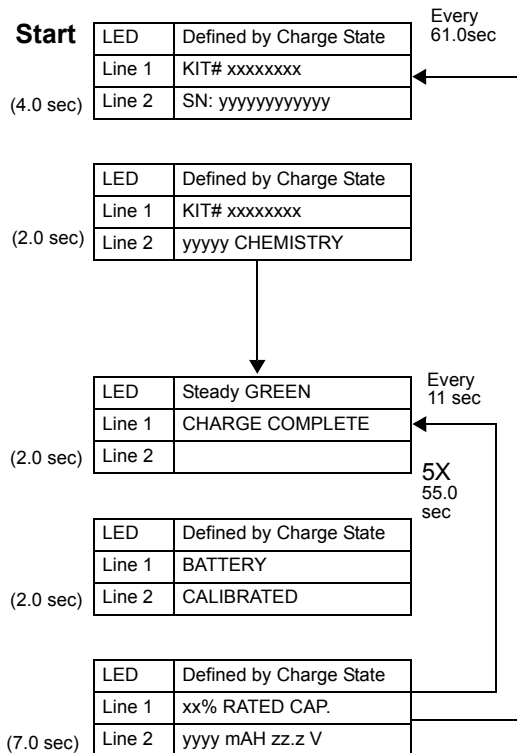 Start
Every
61.0sec
LED Defined by Charge State
Line 1 KIT# xxxxxxxx
(4.0 sec) Line 2 SN: yyyyyyyyyyyy
LED Defined by Charge State
Line 1 KIT# xxxxxxxx
(2.0 sec) Line 2 yyyyy CHEMISTRY
Every
11 sec
LED Steady GREEN
Line 1 CHARGE COMPLETE
(2.0 sec) Line 2
5X
55.0
sec
LED Defined by Charge State
Line 1 BATTERY
(2.0 sec) Line 2 CALIBRATED
LED Defined by Charge State
Line 1 xx% RATED CAP.
(7.0 sec) Line 2 yyyy mAH zz.z V